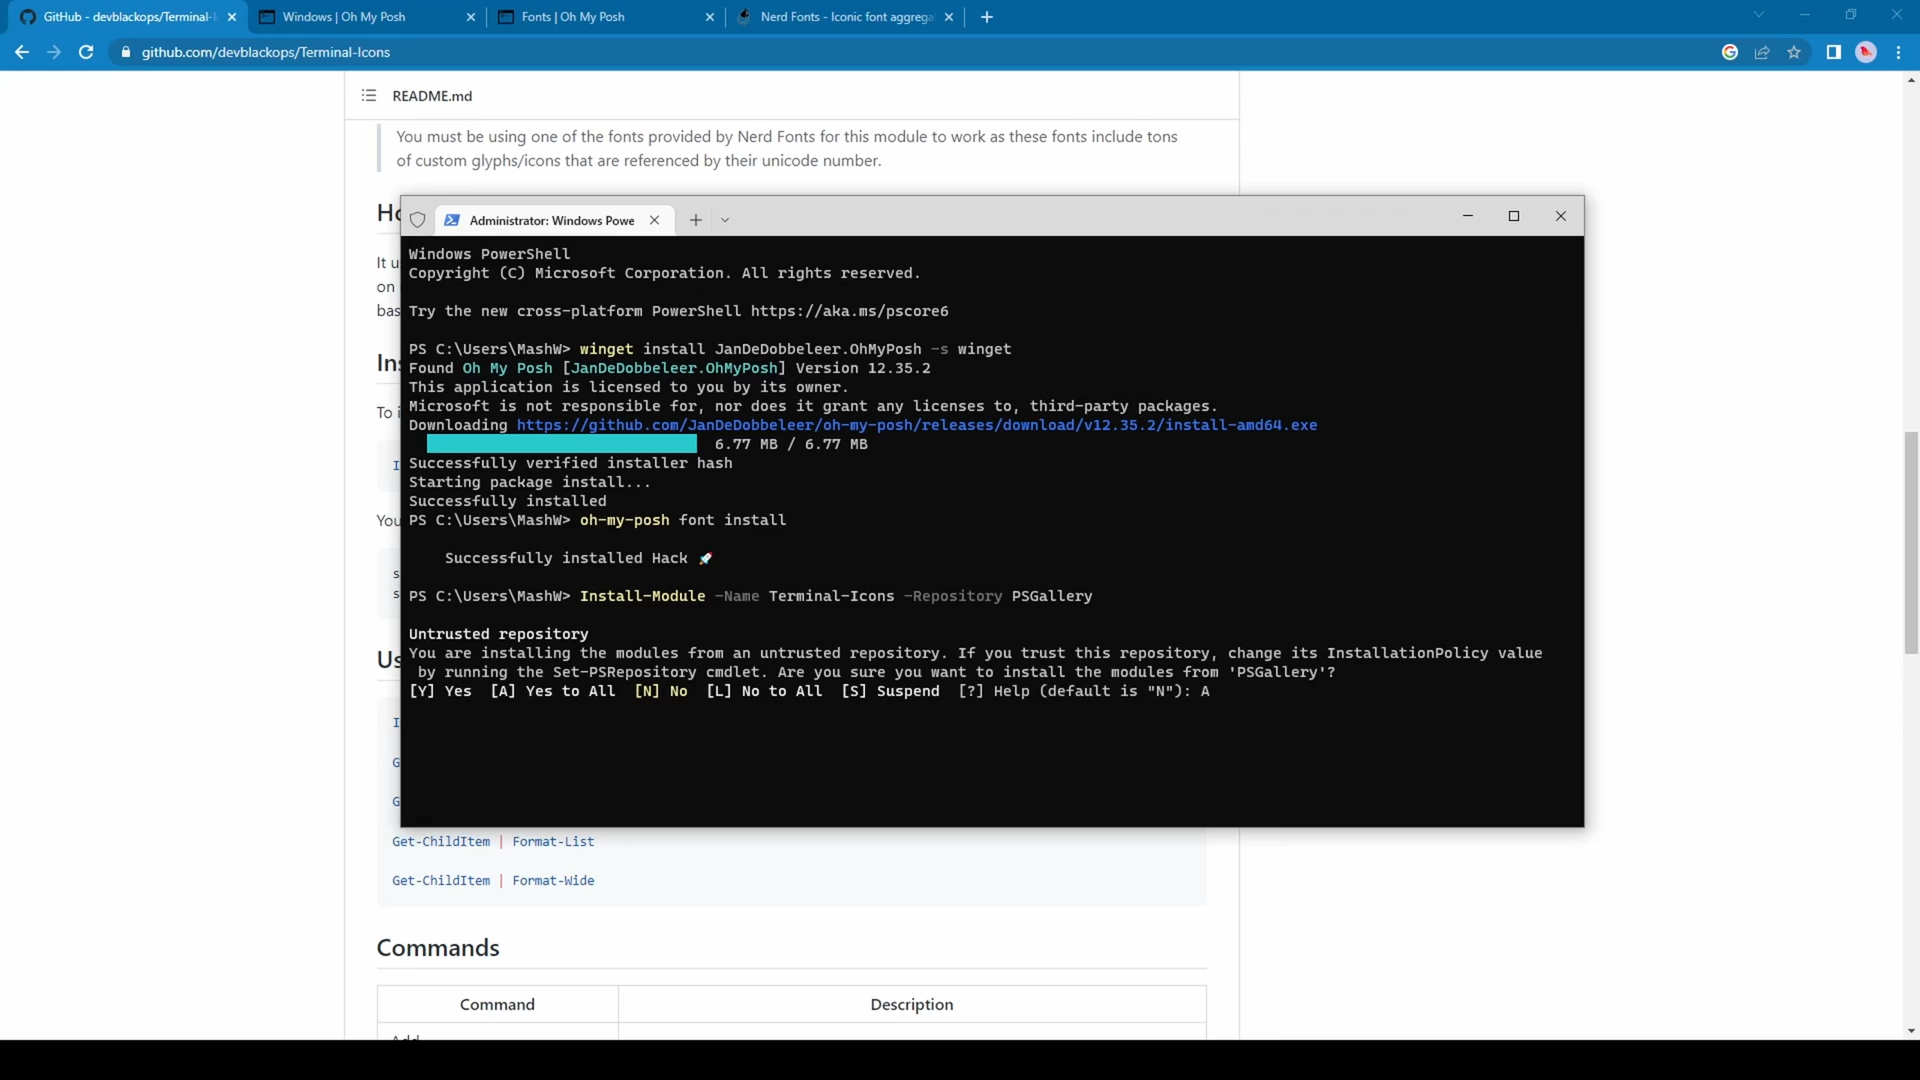 GitHub - devblackops/Terminal-I
Windows | Oh My Posh
Fonts | Oh My Posh
Nerd Fonts - Iconic font aggrega
github.com/devblackops/Terminal-Icons
README.md
You must be using one of the fonts provided by Nerd Fonts for this module to work as these fonts include tons
of custom glyphs/icons that are referenced by their unicode number.
Ho
It u
on
bas
Ins
To i
I
You
s
s
Us
I
G
G
Administrator: Windows Powe
Windows PowerShell
Copyright (C) Microsoft Corporation. All rights reserved.
Try the new cross-platform PowerShell https://aka.ms/pscore6
PS C:\Users\MashW> winget install JanDeDobbeleer.OhMyPosh -s winget
Found Oh My Posh [JanDeDobbeleer.OhMyPosh] Version 12.35.2
This application is licensed to you by its owner.
Microsoft is not responsible for, nor does it grant any licenses to, third-party packages.
Downloading https://github.com/JanDeDobbeleer/oh-my-posh/releases/download/v12.35.2/install-amd64.exe
6.77 MB / 6.77 MB
Successfully verified installer hash
Starting package install...
Successfully installed
PS C:\Users\MashW> oh-my-posh font install
Successfully installed Hack 🚀
PS C:\Users\MashW> Install-Module -Name Terminal-Icons -Repository PSGallery
Untrusted repository
You are installing the modules from an untrusted repository. If you trust this repository, change its InstallationPolicy value
by running the Set-PSRepository cmdlet. Are you sure you want to install the modules from 'PSGallery'?
[Y] Yes [A] Yes to All [N] No [L] No to All [S] Suspend [?] Help (default is "N"): A
Get-ChildItem | Format-List
Get-ChildItem | Format-Wide
Commands
Command Description